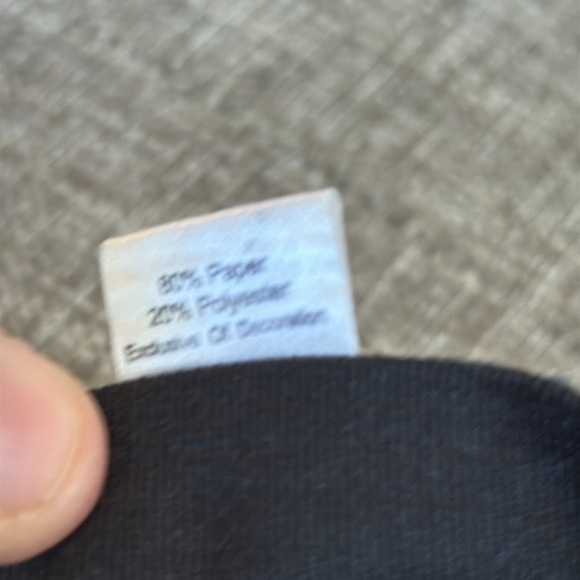 80% Paper
20% Polyester
Exclusive Of Decoration